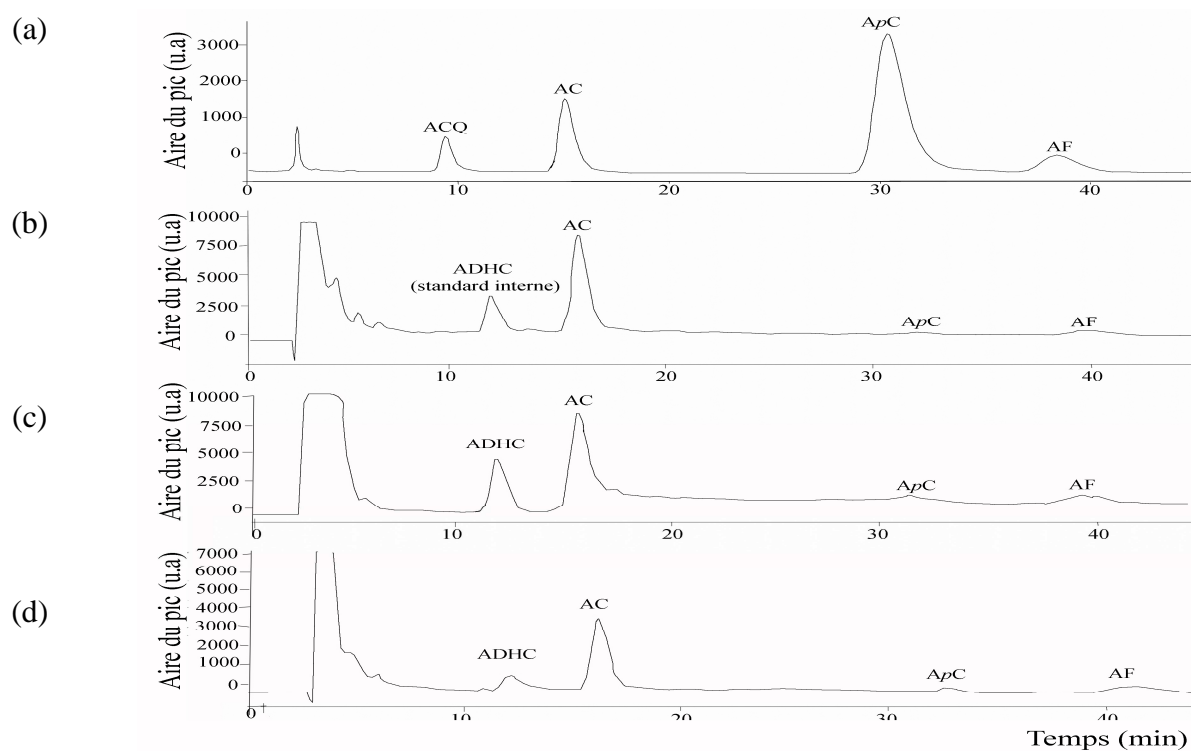 (a)
Aire du pic (u.a)
3000
2000
1000
0
ACQ
AC
ApC
AF
0 10 20 30 40
(b)
Aire du pic (u.a)
10000
7500
5000
2500
0
ADHC
(standard interne)
AC
ApC
AF
0 10 20 30 40
(c)
Aire du pic (u.a)
10000
7500
5000
2500
0
ADHC
AC
ApC
AF
0 10 20 30 40
(d)
Aire du pic (u.a)
7000
6000
5000
4000
3000
2000
1000
0
ADHC
AC
ApC
AF
0 10 20 30 40
Temps (min)